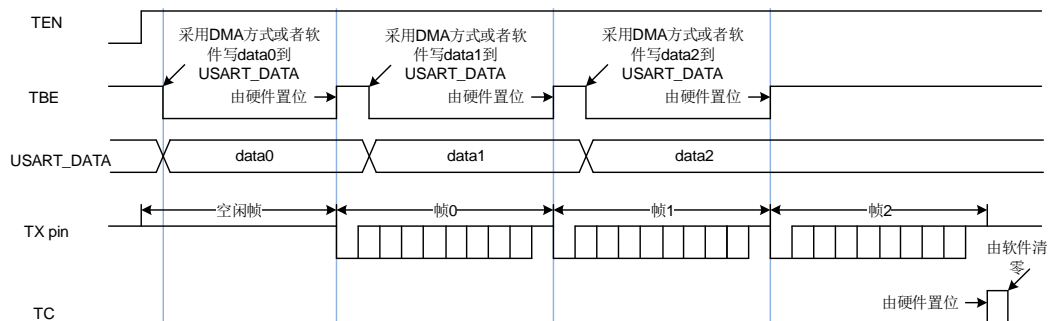 TEN
采用DMA方式或者软
件写data0到
USART_DATA
采用DMA方式或者软
件写data1到
USART_DATA
采用DMA方式或者软
件写data2到
USART_DATA
TBE
由硬件置位
由硬件置位
由硬件置位
USART_DATA
data0
data1
data2
空闲帧
帧0
帧1
帧2
TX pin
由软件清
零
由硬件置位
TC